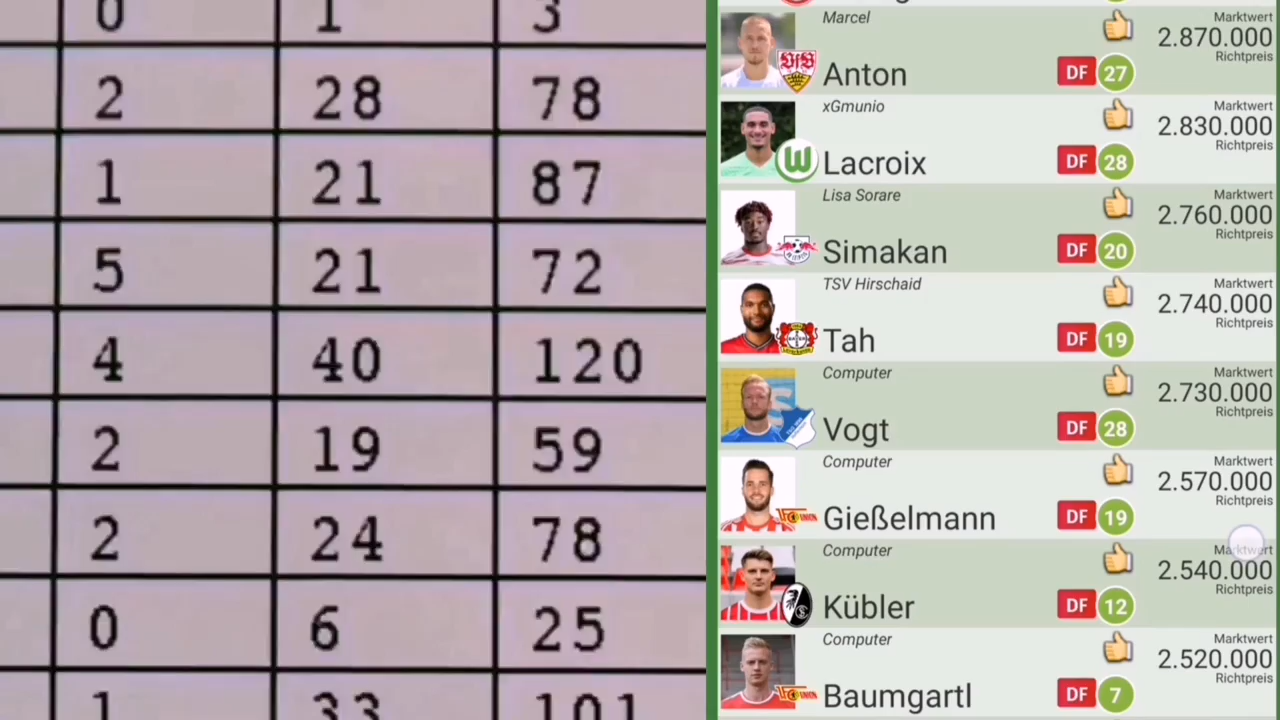 0 1 3
2 28 78
1 21 87
5 21 72
4 40 120
2 19 59
2 24 78
0 6 25
1 33 101
Marcel
Marktwert
2.870.000
Richtpreis
Anton DF 27
xGmunio
Marktwert
2.830.000
Richtpreis
Lacroix DF 28
Lisa Sorare
Marktwert
2.760.000
Richtpreis
Simakan DF 20
TSV Hirschaid
Marktwert
2.740.000
Richtpreis
Tah DF 19
Computer
Marktwert
2.730.000
Richtpreis
Vogt DF 28
Computer
Marktwert
2.570.000
Richtpreis
Gießelmann DF 19
Computer
Marktwert
2.540.000
Richtpreis
Kübler DF 12
Computer
Marktwert
2.520.000
Richtpreis
Baumgartl DF 7